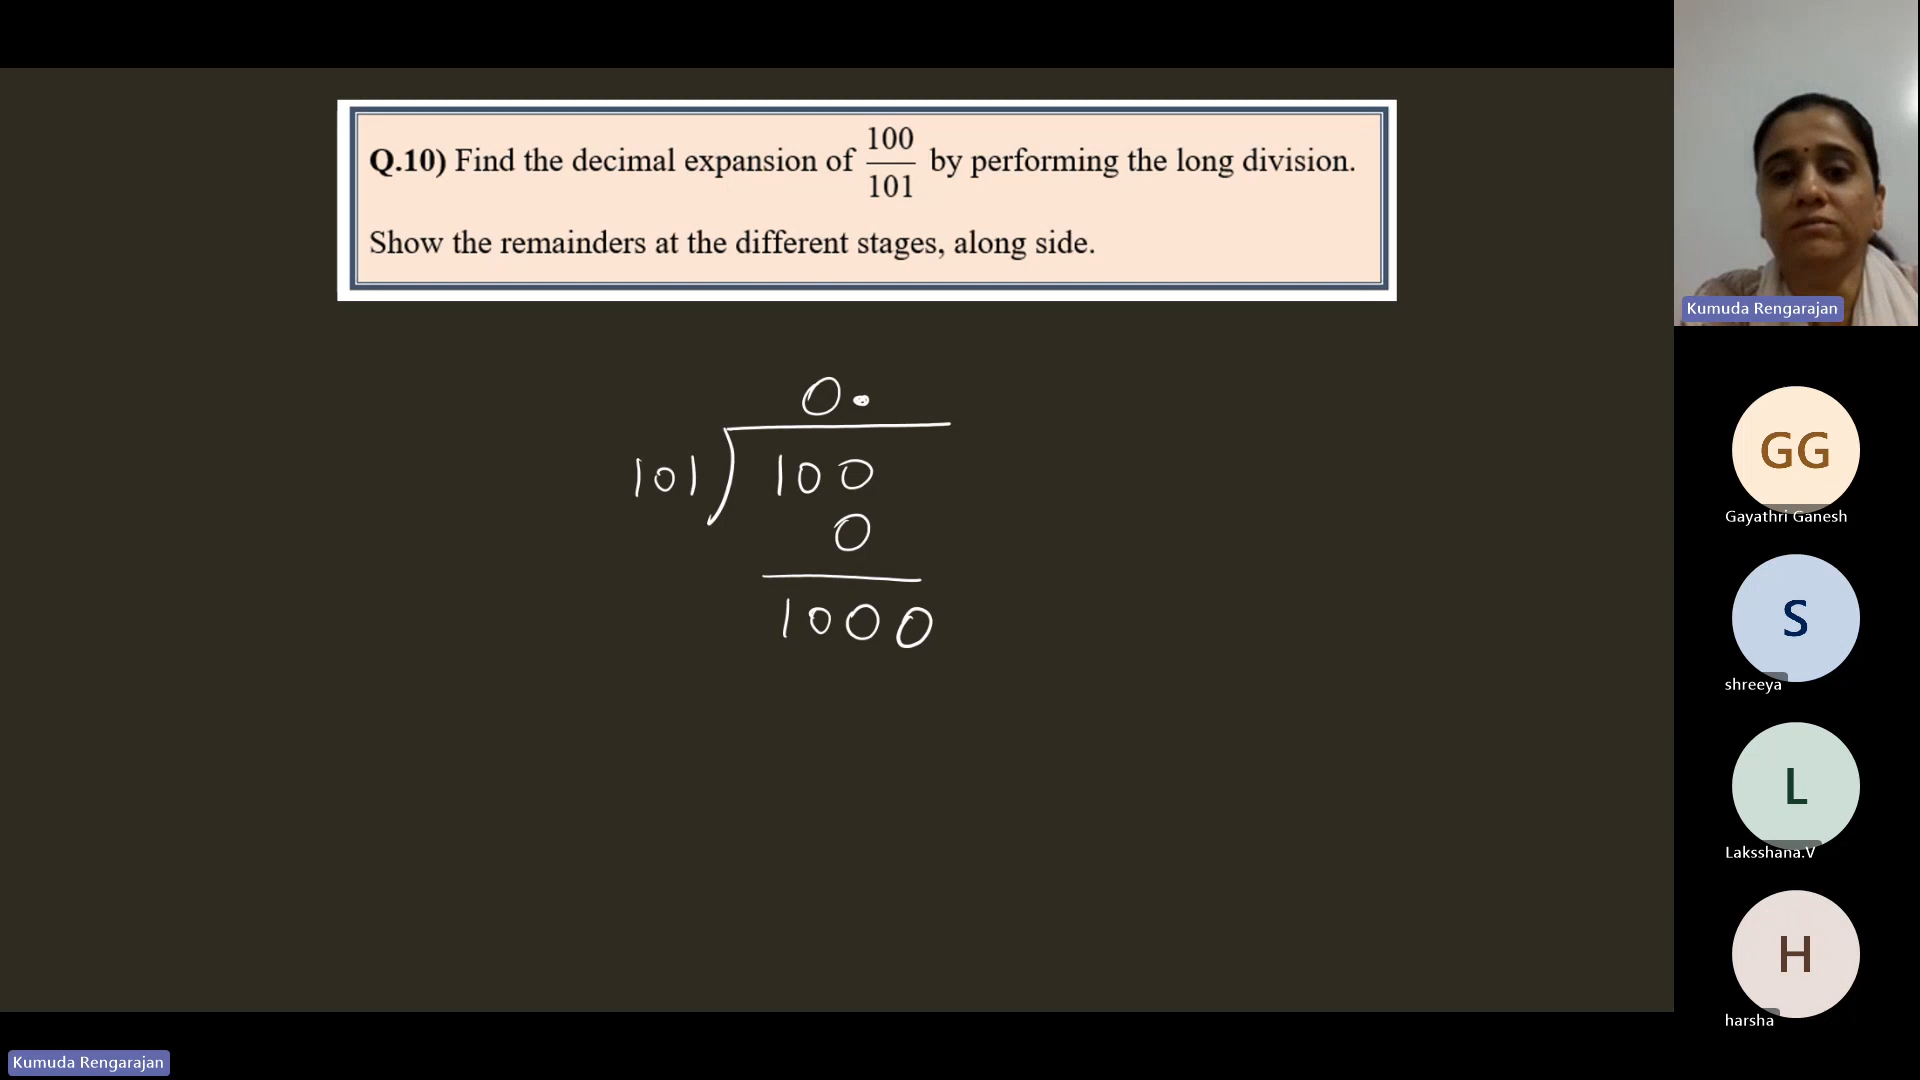 Q.10) Find the decimal expansion of 100/101 by performing the long division.
Show the remainders at the different stages, along side.
0.
101) 100
0
1000
Kumuda Rengarajan
GG
Gayathri Ganesh
S
shreeya
L
Laksshana.V
H
harsha
Kumuda Rengarajan